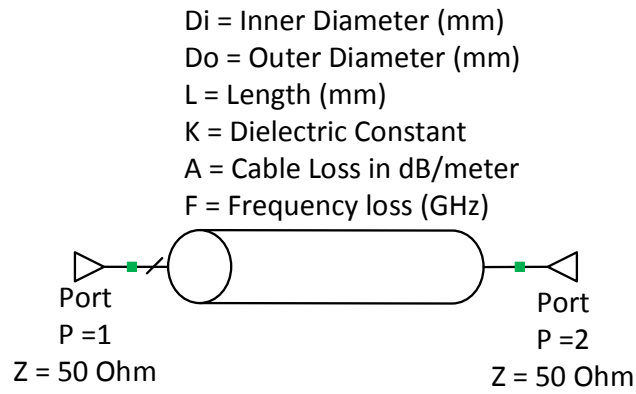 Di = Inner Diameter (mm)
Do = Outer Diameter (mm)
L = Length (mm)
K = Dielectric Constant
A = Cable Loss in dB/meter
F = Frequency loss (GHz)
Port
P =1
Z = 50 Ohm
Port
P =2
Z = 50 Ohm